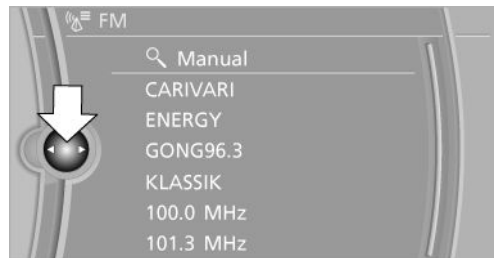 FM
Manual
CARIVARI
ENERGY
GONG96.3
KLASSIK
100.0 MHz
101.3 MHz